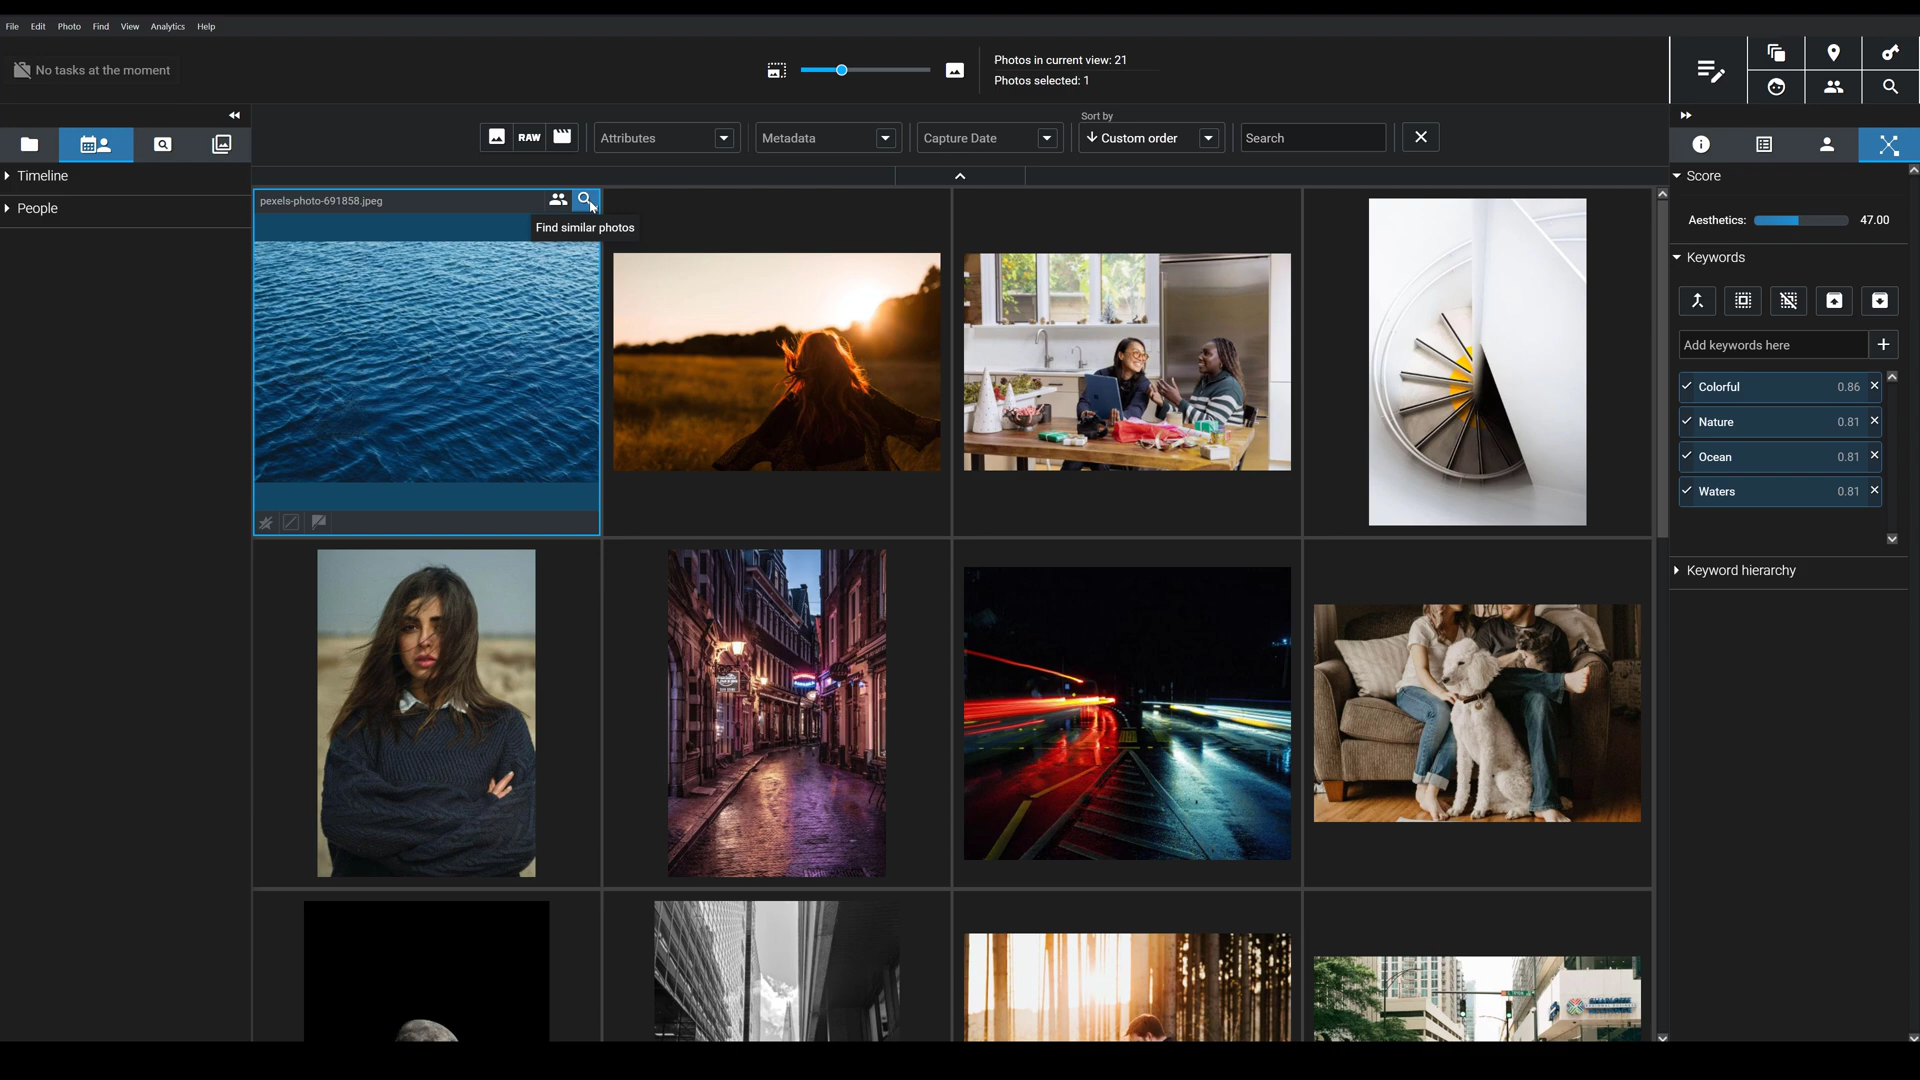 File Edit Photo Find View Analytics Help
No tasks at the moment
Photos in current view: 21
Photos selected: 1
RAW
Attributes
Metadata
Capture Date
Sort by
Custom order
Search
Timeline
People
pexels-photo-691858.jpeg
Find similar photos
Score
Aesthetics: 47.00
Keywords
Add keywords here
Colorful 0.86
Nature 0.81
Ocean 0.81
Waters 0.81
Keyword hierarchy